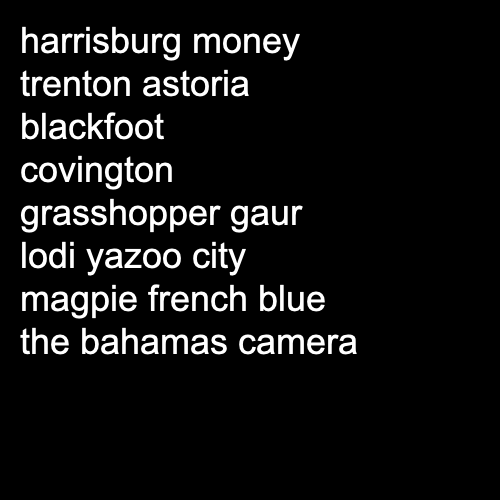 harrisburg money
trenton astoria
blackfoot
covington
grasshopper gaur
lodi yazoo city
magpie french blue
the bahamas camera